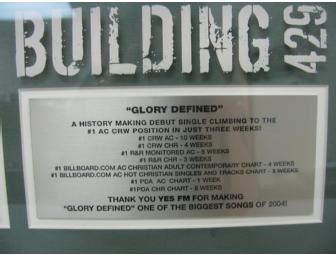 BUILDING 429
"GLORY DEFINED"
A HISTORY MAKING DEBUT SINGLE CLIMBING TO THE
#1 AC CRW POSITION IN JUST THREE WEEKS!
#1 CRW AC - 10 WEEKS
#1 CRW CHR - 4 WEEKS
#1 R&R MONITORED AC - 5 WEEKS
#1 R&R CHR - 3 WEEKS
#1 BILLBOARD.COM AC CHRISTIAN ADULT CONTEMPORARY CHART - 4 WEEKS
#1 BILLBOARD.COM AC HOT CHRISTIAN SINGLES AND TRACKS CHART - 8 WEEKS
#1 PDA AC CHART - 1 WEEK
#1PDA CHR CHART - 8 WEEKS
THANK YOU YES FM FOR MAKING
"GLORY DEFINED" ONE OF THE BIGGEST SONGS OF 2004!